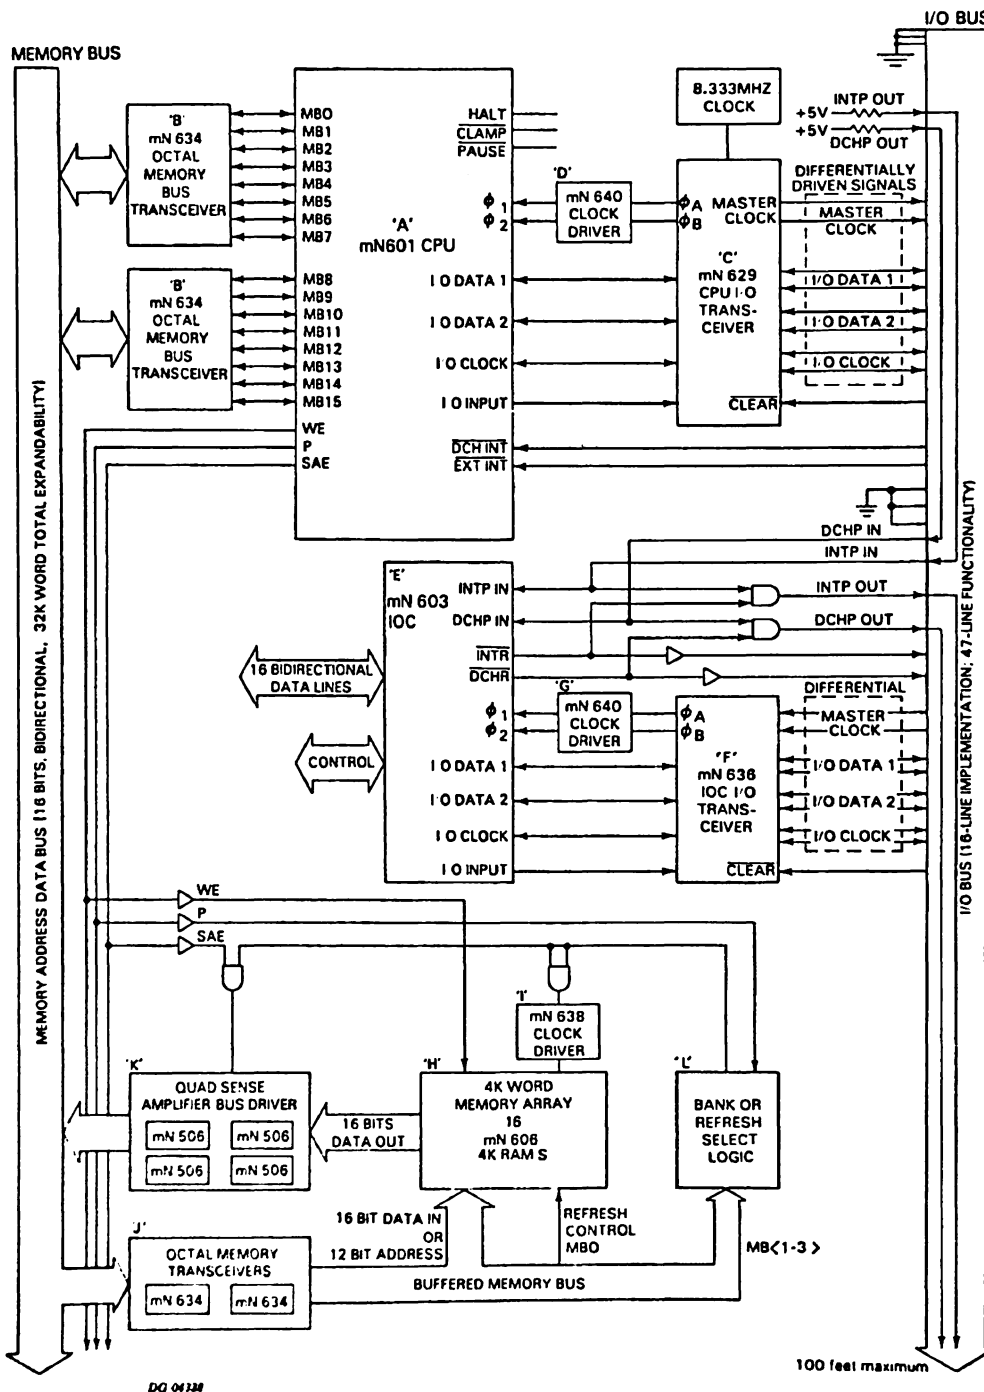 I/O BUS
MEMORY BUS
'B'
mN 634
OCTAL
MEMORY
BUS
TRANSCEIVER
MB0
MB1
MB2
MB3
MB4
MB5
MB6
MB7
'A'
mN601 CPU
HALT
CLAMP
PAUSE
ϕ 1
ϕ 2
I O DATA 1
I O DATA 2
I O CLOCK
I O INPUT
DCH INT
EXT INT
'D'
mN 640
CLOCK
DRIVER
8.333MHZ
CLOCK
ϕ A
ϕ B
MASTER
CLOCK
'C'
mN 629
CPU I/O
TRANS-
CEIVER
CLEAR
INTP OUT
+5V
+5V
DCHP OUT
DIFFERENTIALLY
DRIVEN SIGNALS
MASTER
CLOCK
I/O DATA 1
I/O DATA 2
I/O CLOCK
'B'
mN 634
OCTAL
MEMORY
BUS
TRANSCEIVER
MB8
MB9
MB10
MB11
MB12
MB13
MB14
MB15
WE
P
SAE
MEMORY ADDRESS DATA BUS (16 BITS, BIDIRECTIONAL, 32K WORD TOTAL EXPANDABILITY)
I/O BUS (16-LINE IMPLEMENTATION; 47-LINE FUNCTIONALITY)
DCHP IN
INTP IN
'E'
mN 603
IOC
INTP IN
DCHP IN
INTR
DCHR
ϕ 1
ϕ 2
I O DATA 1
I O DATA 2
I O CLOCK
I O INPUT
INTP OUT
DCHP OUT
16 BIDIRECTIONAL
DATA LINES
CONTROL
'G'
mN 640
CLOCK
DRIVER
ϕ A
ϕ B
'F'
mN 636
IOC I/O
TRANS-
CEIVER
CLEAR
DIFFERENTIAL
MASTER
CLOCK
I/O DATA 1
I/O DATA 2
I/O CLOCK
WE
P
SAE
'I'
mN 638
CLOCK
DRIVER
'K'
QUAD SENSE
AMPLIFIER BUS DRIVER
mN 506
mN 506
mN 506
mN 506
16 BITS
DATA OUT
'H'
4K WORD
MEMORY ARRAY
16
mN 606
4K RAM S
'L'
BANK OR
REFRESH
SELECT
LOGIC
'J'
OCTAL MEMORY
TRANSCEIVERS
mN 634
mN 634
16 BIT DATA IN
OR
12 BIT ADDRESS
REFRESH
CONTROL
MB0
MB<1-3>
BUFFERED MEMORY BUS
100 feet maximum
DG 04338